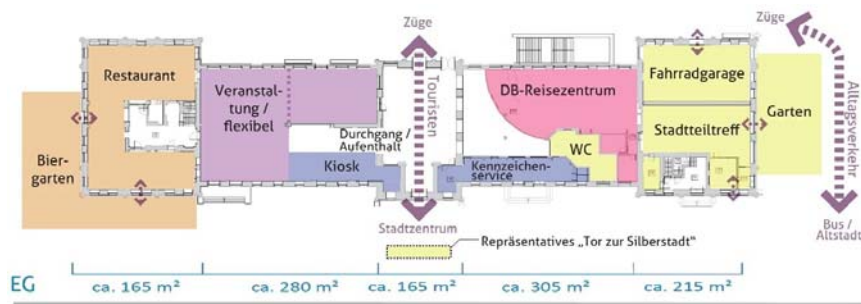 Züge
Züge
Restaurant
Veranstal-
tung /
flexibel
Touristen
DB-Reisezentrum
Fahrradgarage
Alltagsverkehr
Garten
Stadtteiltreff
Durchgang /
Aufenthalt
Bier-
garten
WC
Kiosk
Kennzeichen-
service
Stadtzentrum
Bus /
Altstadt
Repräsentatives „Tor zur Silberstadt"
EG
ca. 165 m²
ca. 280 m²
ca. 165 m²
ca. 305 m²
ca. 215 m²